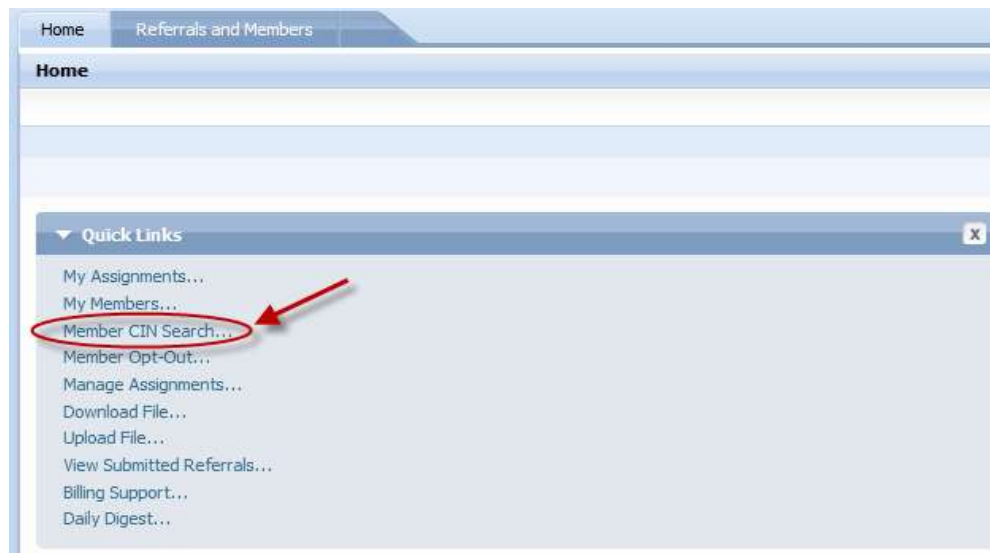 Home Referrals and Members
Home
Quick Links X
My Assignments...
My Members...
Member CIN Search...
Member Opt-Out...
Manage Assignments...
Download File...
Upload File...
View Submitted Referrals...
Billing Support...
Daily Digest...